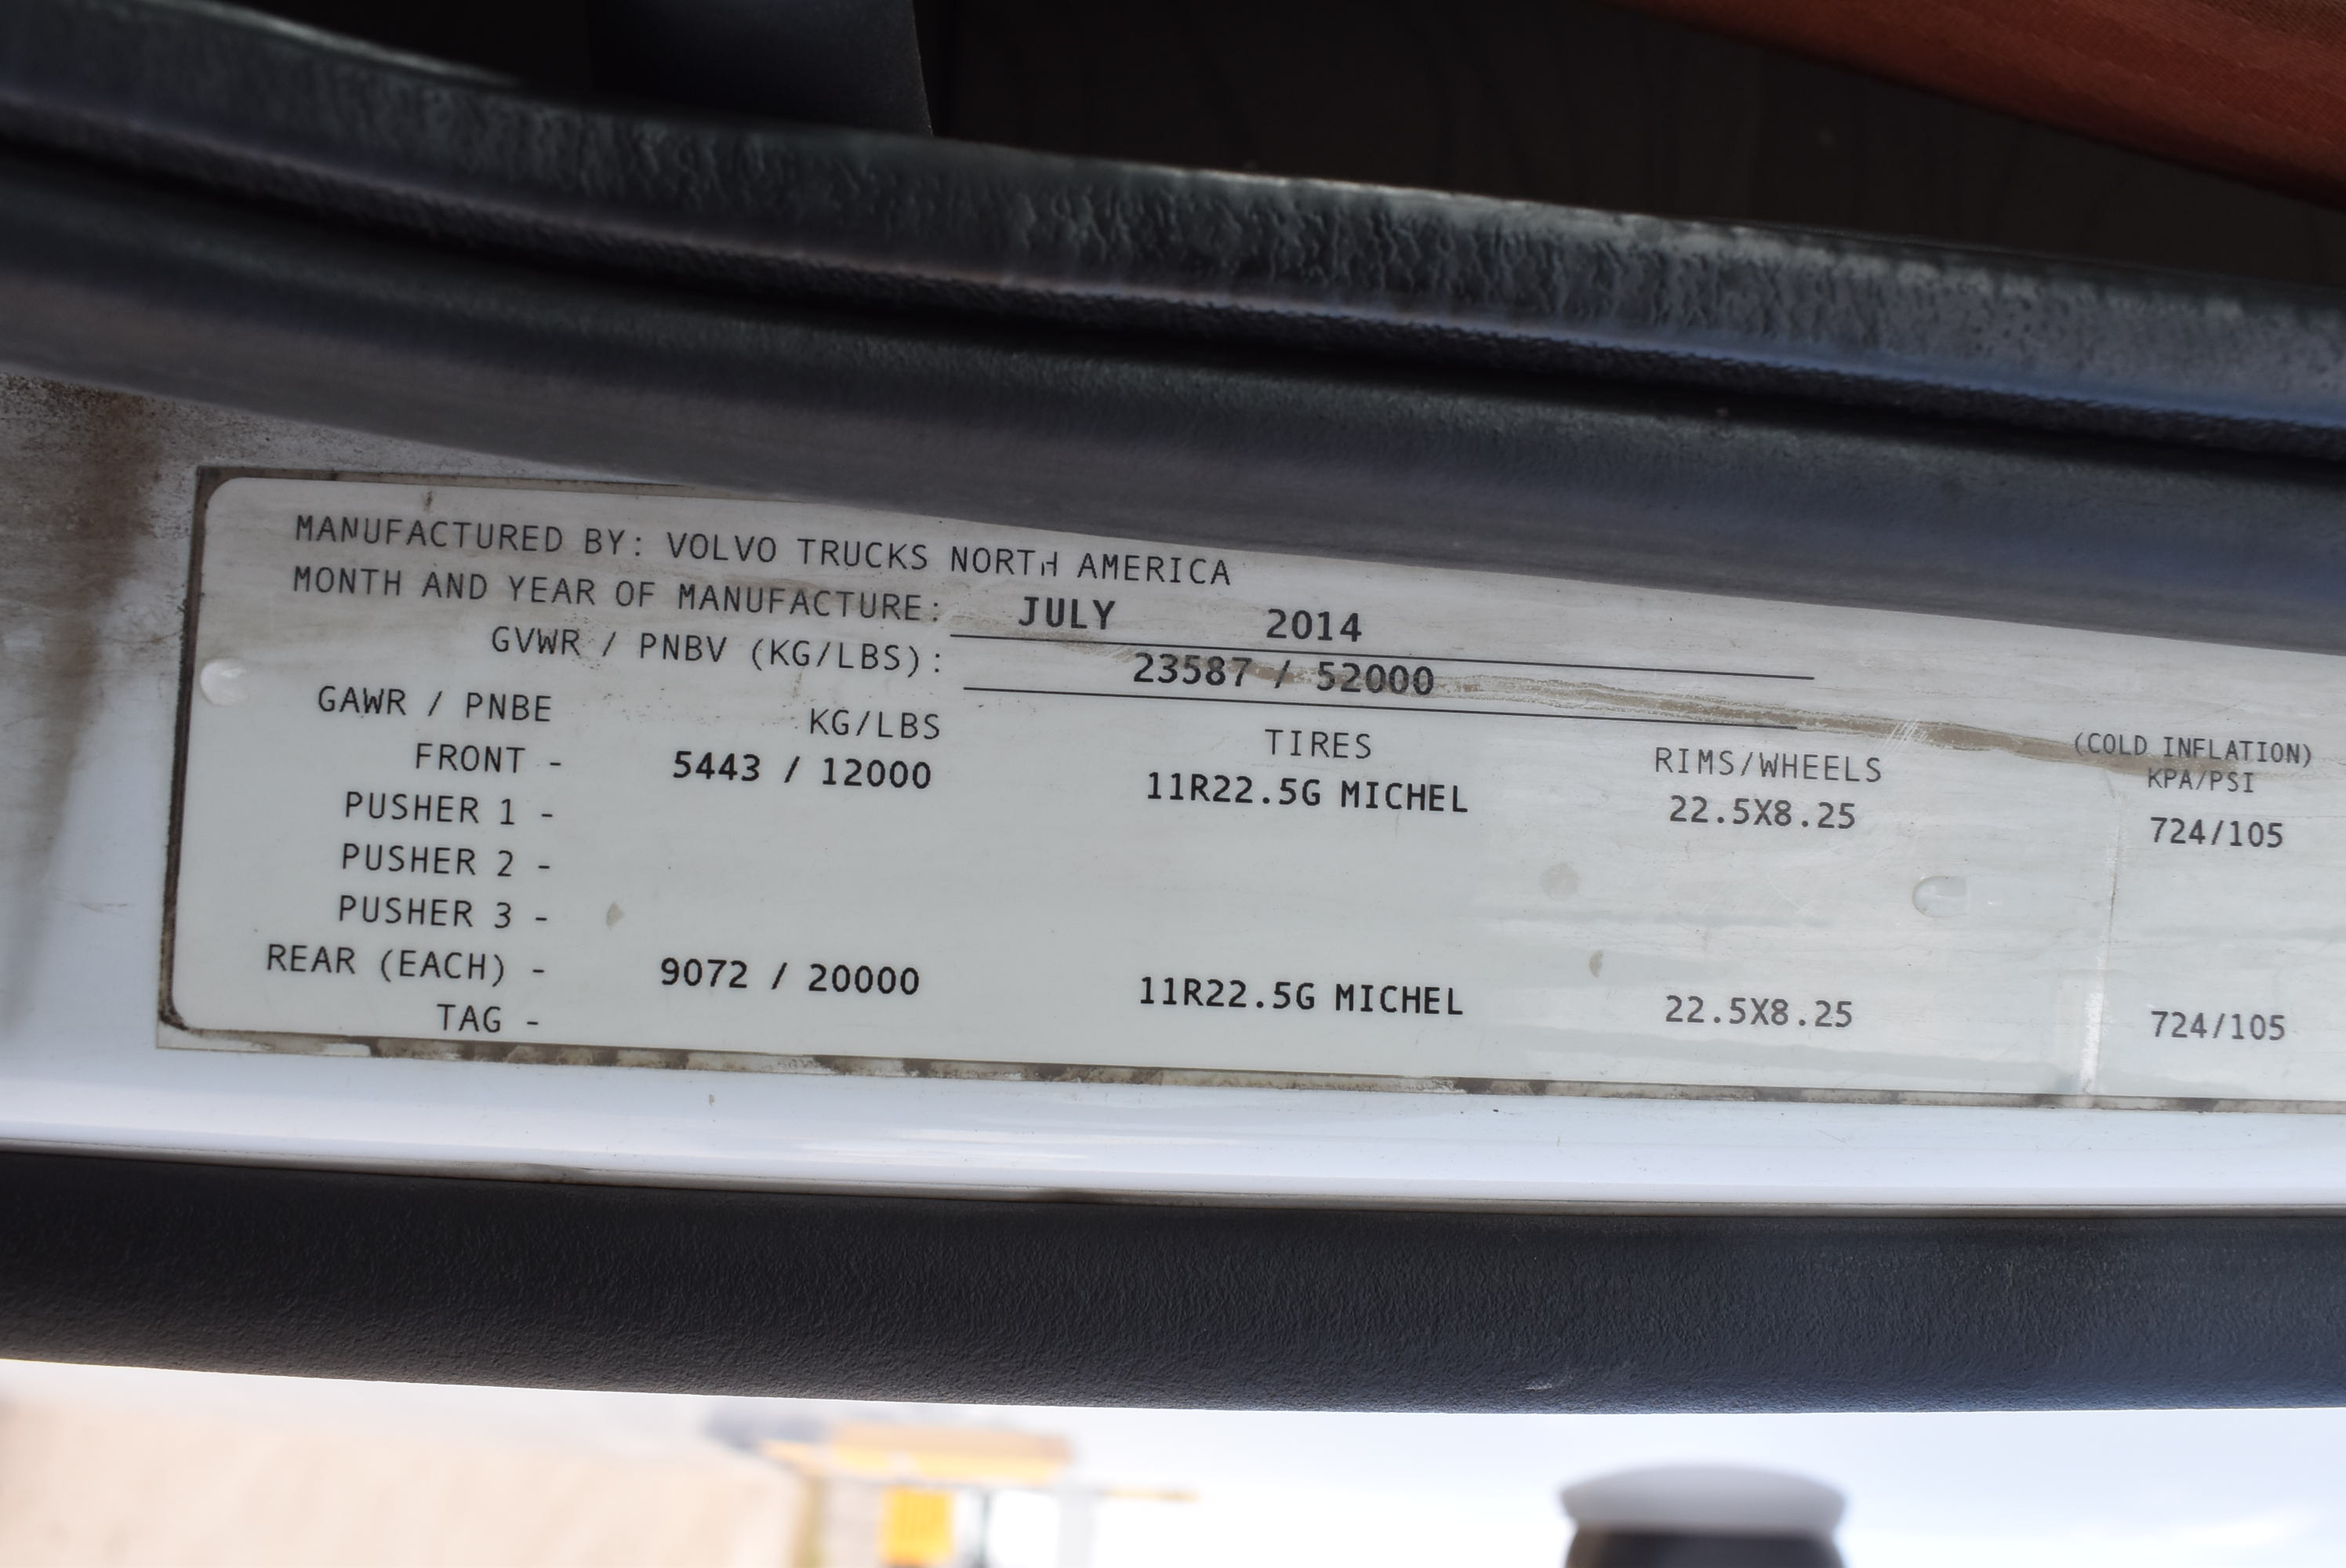 MANUFACTURED BY: VOLVO TRUCKS NORTH AMERICA
MONTH AND YEAR OF MANUFACTURE: JULY 2014
GVWR / PNBV (KG/LBS): 23587 / 52000
GAWR / PNBE KG/LBS TIRES RIMS/WHEELS (COLD INFLATION) KPA/PSI
FRONT - 5443 / 12000 11R22.5G MICHEL 22.5X8.25 724/105
PUSHER 1 -
PUSHER 2 -
PUSHER 3 -
REAR (EACH) - 9072 / 20000 11R22.5G MICHEL 22.5X8.25 724/105
TAG -